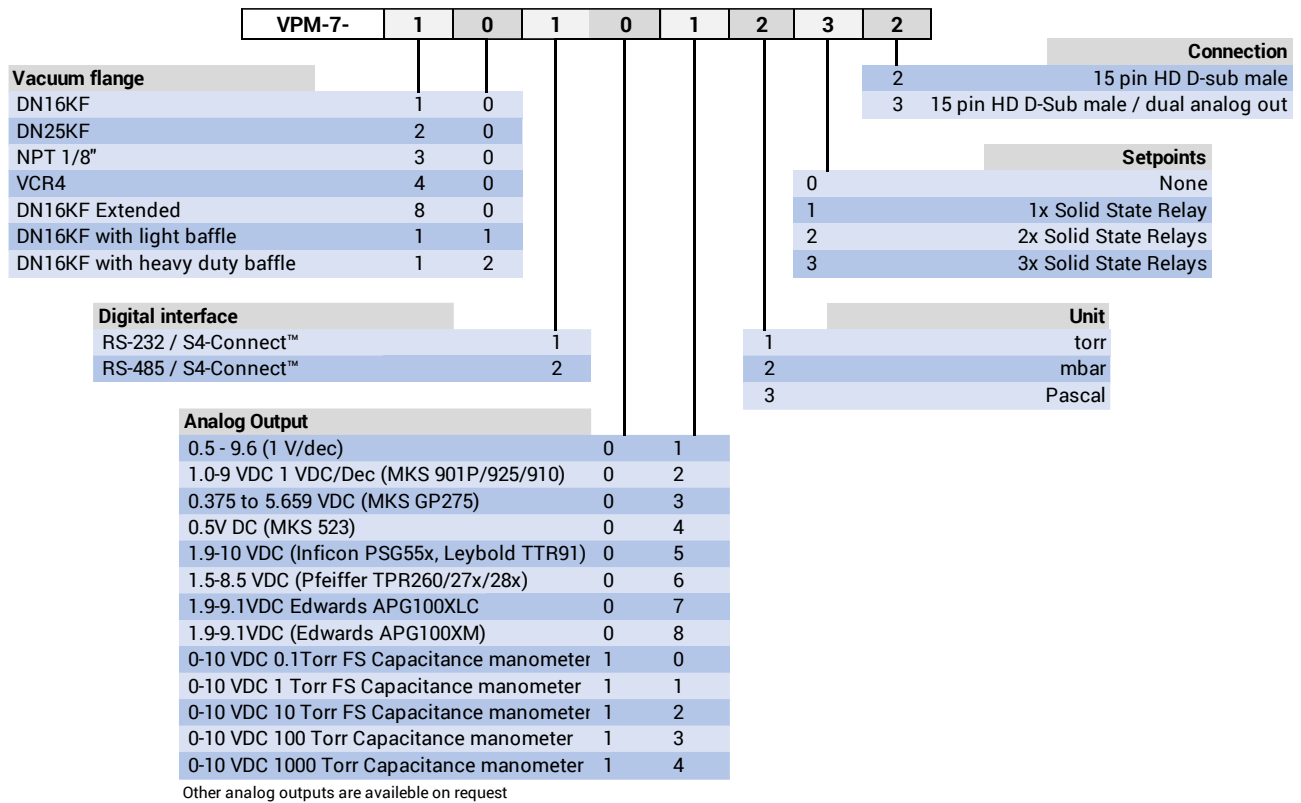 VPM-7- 1 0 1 0 1 2 3 2
Connection
2 15 pin HD D-sub male
3 15 pin HD D-Sub male / dual analog out
Vacuum flange
DN16KF 1 0
DN25KF 2 0
NPT 1/8" 3 0
VCR4 4 0
DN16KF Extended 8 0
DN16KF with light baffle 1 1
DN16KF with heavy duty baffle 1 2
Setpoints
0 None
1 1x Solid State Relay
2 2x Solid State Relays
3 3x Solid State Relays
Digital interface
RS-232 / S4-Connect™ 1
RS-485 / S4-Connect™ 2
Unit
1 torr
2 mbar
3 Pascal
Analog Output
0.5 - 9.6 (1 V/dec) 0 1
1.0-9 VDC 1 VDC/Dec (MKS 901P/925/910) 0 2
0.375 to 5.659 VDC (MKS GP275) 0 3
0.5V DC (MKS 523) 0 4
1.9-10 VDC (Inficon PSG55x, Leybold TTR91) 0 5
1.5-8.5 VDC (Pfeiffer TPR260/27x/28x) 0 6
1.9-9.1VDC Edwards APG100XLC 0 7
1.9-9.1VDC (Edwards APG100XM) 0 8
0-10 VDC 0.1Torr FS Capacitance manometer 1 0
0-10 VDC 1 Torr FS Capacitance manometer 1 1
0-10 VDC 10 Torr FS Capacitance manometer 1 2
0-10 VDC 100 Torr Capacitance manometer 1 3
0-10 VDC 1000 Torr Capacitance manometer 1 4
Other analog outputs are availeble on request